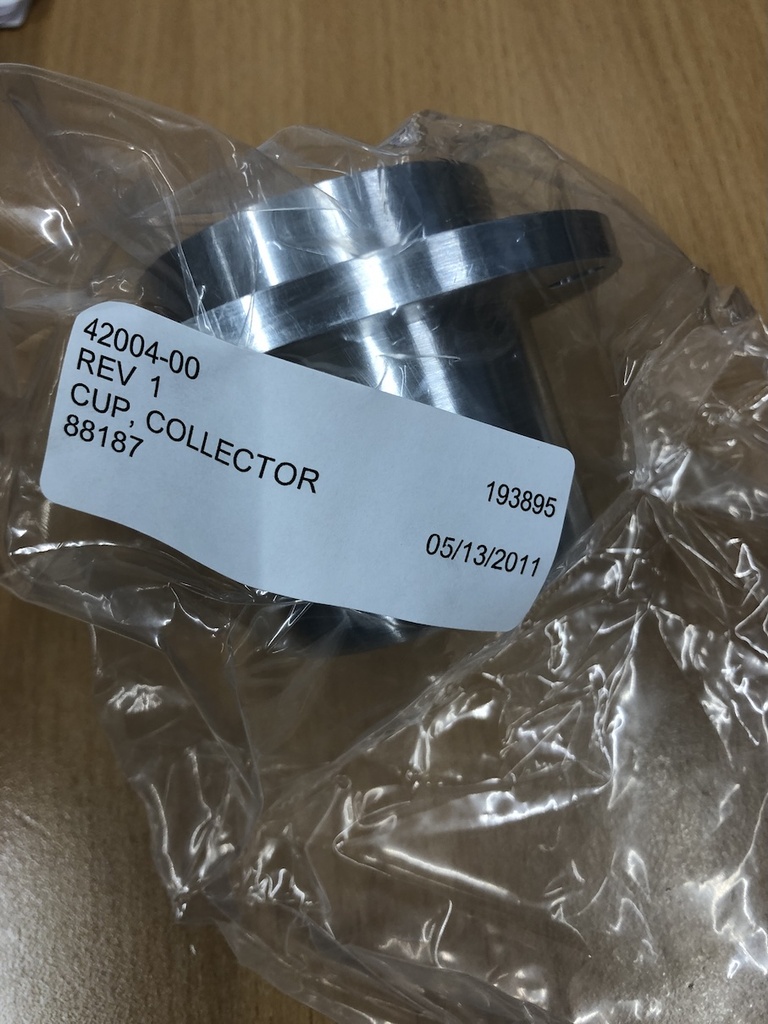 42004-00
REV 1
CUP, COLLECTOR
88187
193895
05/13/2011